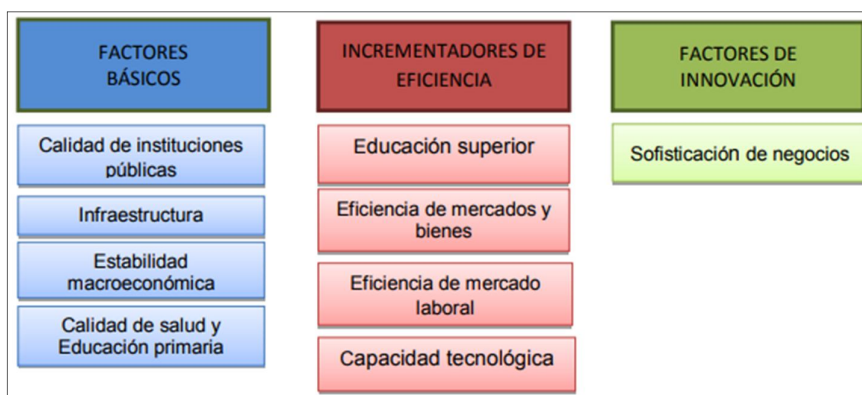 FACTORES
BÁSICOS
Calidad de instituciones
públicas
Infraestructura
Estabilidad
macroeconómica
Calidad de salud y
Educación primaria
INCREMENTADORES DE
EFICIENCIA
Educación superior
Eficiencia de mercados y
bienes
Eficiencia de mercado
laboral
Capacidad tecnológica
FACTORES DE
INNOVACIÓN
Sofisticación de negocios